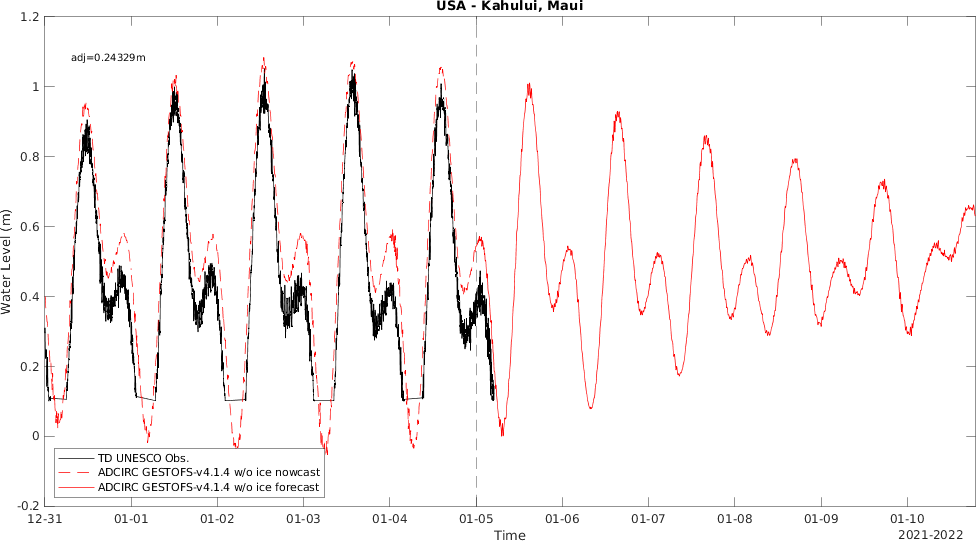 USA - Kahului, Maui
adj=0.24329m
Water Level (m)
1.2
1
0.8
0.6
0.4
0.2
0
-0.2
TD UNESCO Obs.
ADCIRC GESTOFS-v4.1.4 w/o ice nowcast
ADCIRC GESTOFS-v4.1.4 w/o ice forecast
12-31 01-01 01-02 01-03 01-04 01-05 01-06 01-07 01-08 01-09 01-10
Time
2021-2022